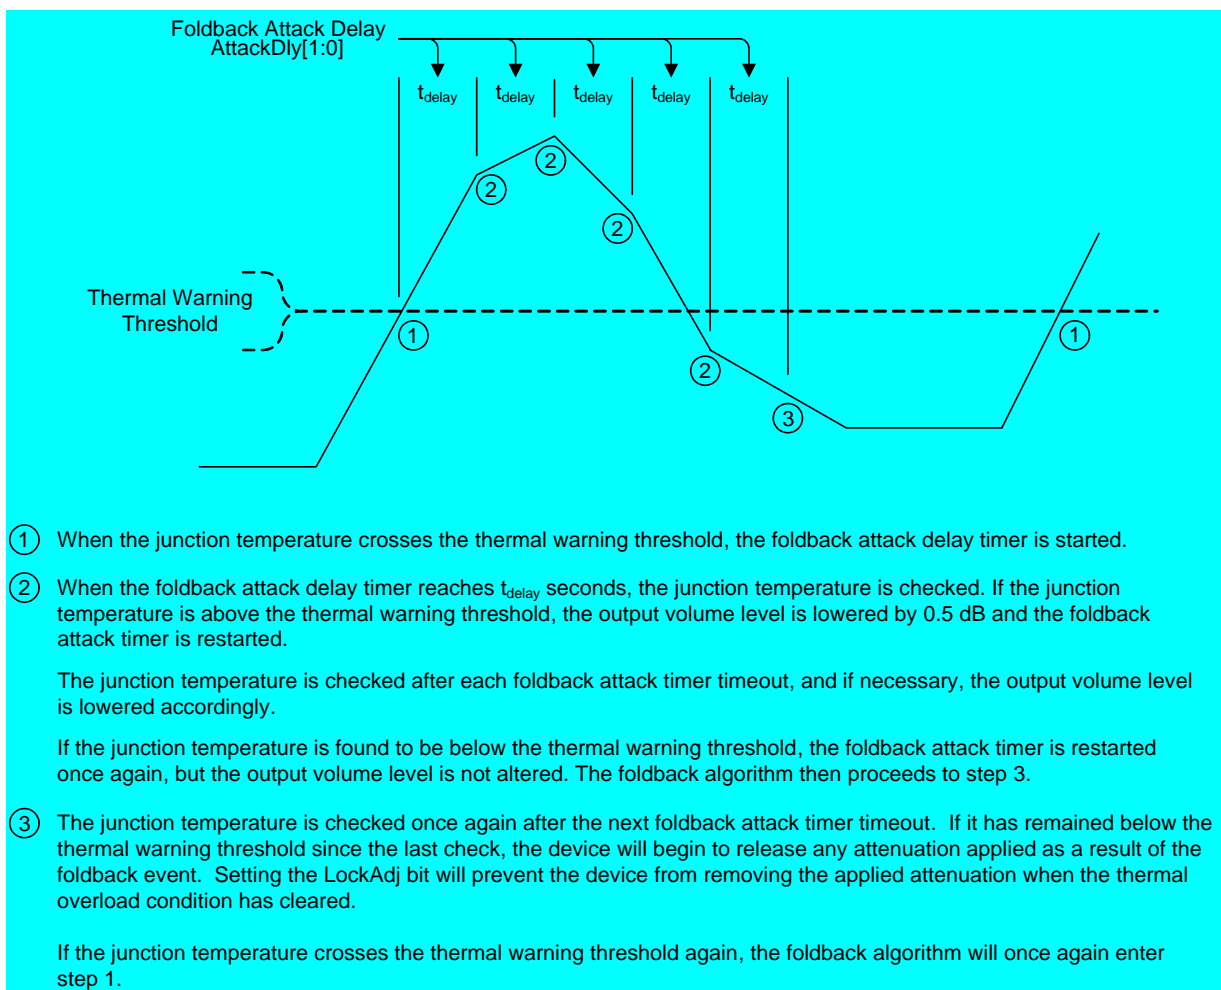 Foldback Attack Delay
AttackDly[1:0]
tdelay tdelay tdelay tdelay tdelay
2
2
2
Thermal Warning
Threshold
1
1
2
3
1 When the junction temperature crosses the thermal warning threshold, the foldback attack delay timer is started.
2 When the foldback attack delay timer reaches tdelay seconds, the junction temperature is checked. If the junction
temperature is above the thermal warning threshold, the output volume level is lowered by 0.5 dB and the foldback
attack timer is restarted.
The junction temperature is checked after each foldback attack timer timeout, and if necessary, the output volume level
is lowered accordingly.
If the junction temperature is found to be below the thermal warning threshold, the foldback attack timer is restarted
once again, but the output volume level is not altered. The foldback algorithm then proceeds to step 3.
3 The junction temperature is checked once again after the next foldback attack timer timeout. If it has remained below the
thermal warning threshold since the last check, the device will begin to release any attenuation applied as a result of the
foldback event. Setting the LockAdj bit will prevent the device from removing the applied attenuation when the thermal
overload condition has cleared.
If the junction temperature crosses the thermal warning threshold again, the foldback algorithm will once again enter
step 1.